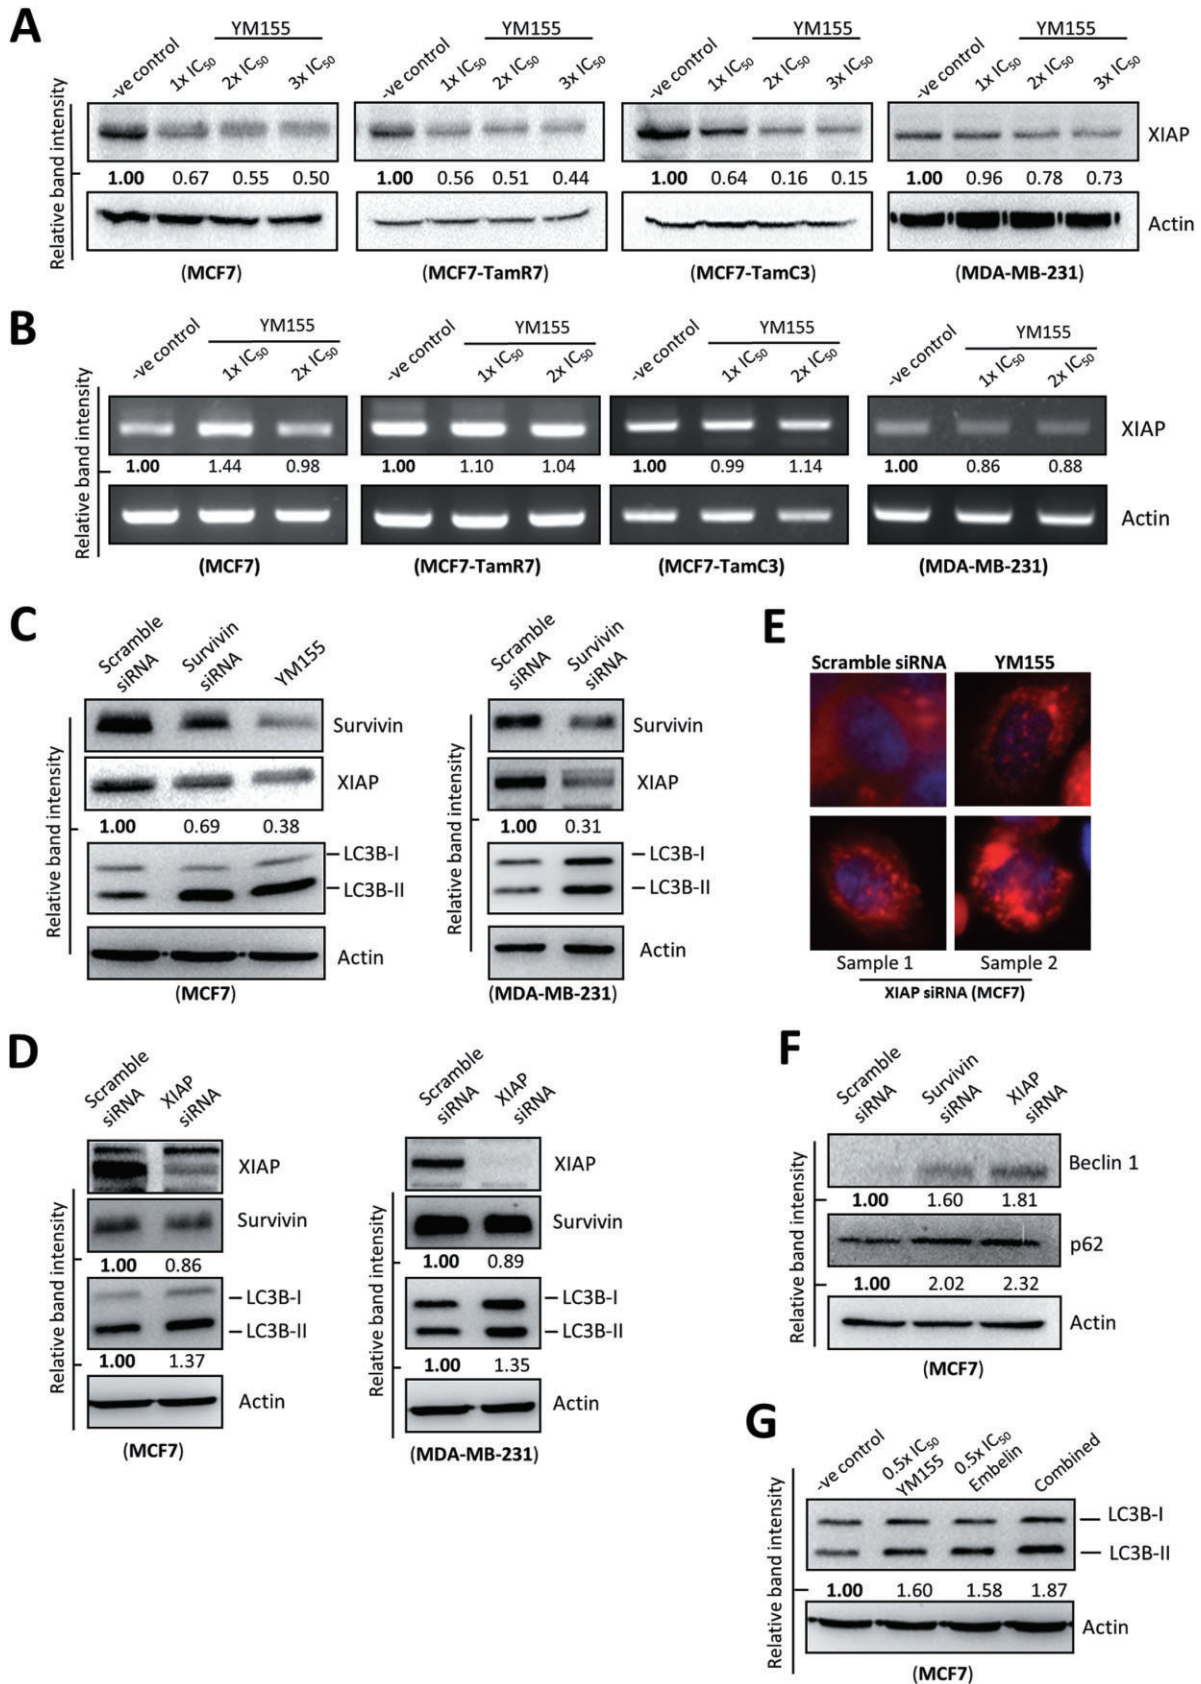 A
YM155 YM155 YM155 YM155
-ve control 1x IC50 2x IC50 3x IC50 -ve control 1x IC50 2x IC50 3x IC50 -ve control 1x IC50 2x IC50 3x IC50 -ve control 1x IC50 2x IC50 3x IC50
Relative band intensity
XIAP
1.00 0.67 0.55 0.50 1.00 0.56 0.51 0.44 1.00 0.64 0.16 0.15 1.00 0.96 0.78 0.73
Actin
(MCF7) (MCF7-TamR7) (MCF7-TamC3) (MDA-MB-231)
B
YM155 YM155 YM155 YM155
-ve control 1x IC50 2x IC50 -ve control 1x IC50 2x IC50 -ve control 1x IC50 2x IC50 -ve control 1x IC50 2x IC50
Relative band intensity
XIAP
1.00 1.44 0.98 1.00 1.10 1.04 1.00 0.99 1.14 1.00 0.86 0.88
Actin
(MCF7) (MCF7-TamR7) (MCF7-TamC3) (MDA-MB-231)
C
Scramble siRNA Survivin siRNA YM155
Relative band intensity
Survivin
XIAP
1.00 0.69 0.38
LC3B-I
LC3B-II
Actin
(MCF7)
Scramble siRNA Survivin siRNA
Relative band intensity
Survivin
XIAP
1.00 0.31
LC3B-I
LC3B-II
Actin
(MDA-MB-231)
E
Scramble siRNA YM155
Sample 1 Sample 2
XIAP siRNA (MCF7)
D
Scramble siRNA XIAP siRNA
Relative band intensity
XIAP
Survivin
1.00 0.86
LC3B-I
LC3B-II
1.00 1.37
Actin
(MCF7)
Scramble siRNA XIAP siRNA
Relative band intensity
XIAP
Survivin
1.00 0.89
LC3B-I
LC3B-II
1.00 1.35
Actin
(MDA-MB-231)
F
Scramble siRNA Survivin siRNA XIAP siRNA
Relative band intensity
Beclin 1
1.00 1.60 1.81
p62
1.00 2.02 2.32
Actin
(MCF7)
G
-ve control 0.5x IC50 YM155 0.5x IC50 Embelin Combined
Relative band intensity
LC3B-I
LC3B-II
1.00 1.60 1.58 1.87
Actin
(MCF7)